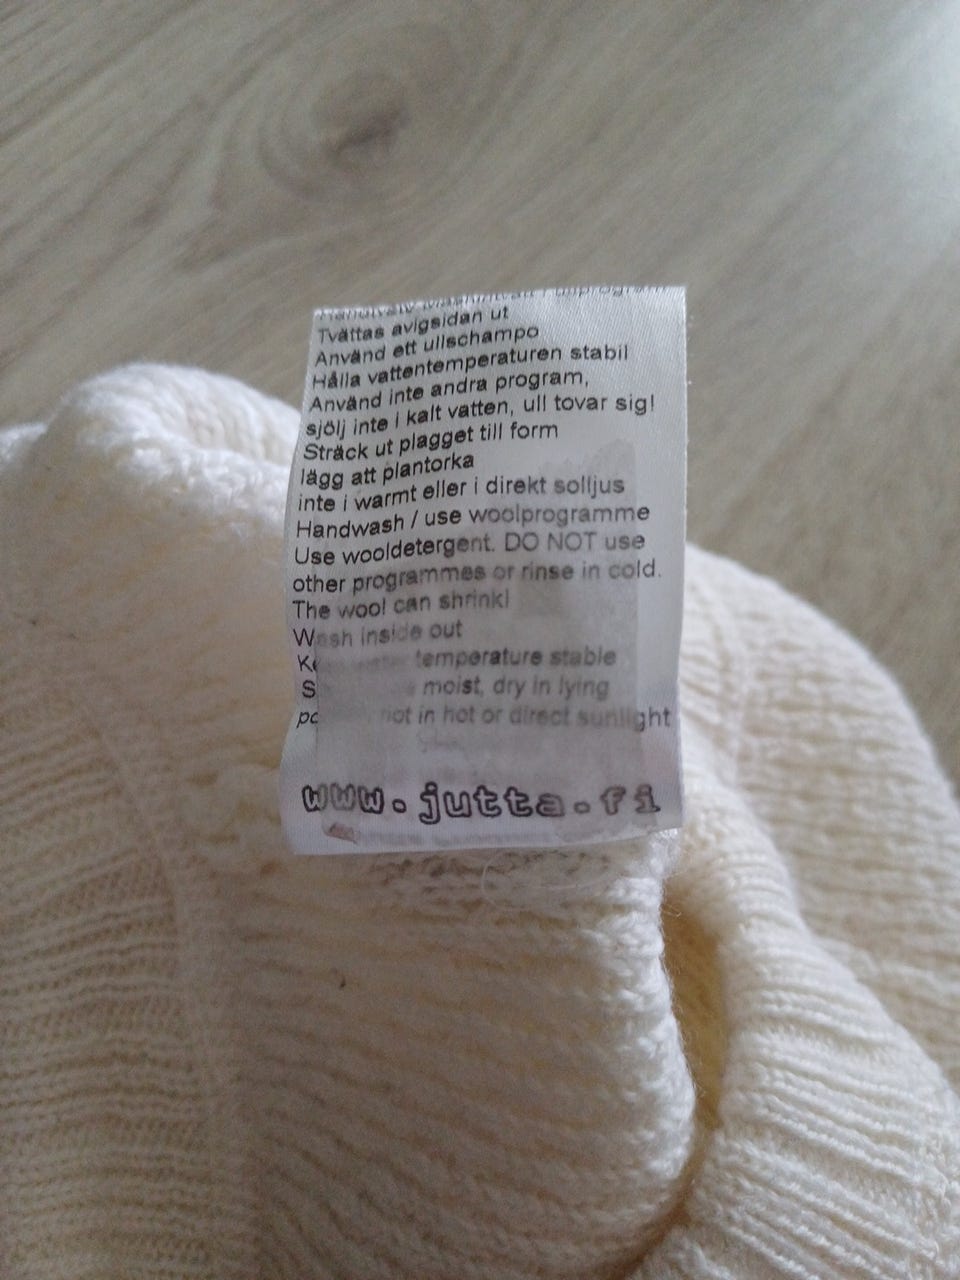 Tvättas avigsidan ut
Använd ett ullschampo
Hålla vattentemperaturen stabil
Använd inte andra program,
sjölj inte i kalt vatten, ull tovar sig!
Sträck ut plagget till form
lägg att plantorka
inte i warmt eller i direkt solljus
Handwash / use woolprogramme
Use wooldetergent. DO NOT use
other programmes or rinse in cold.
The wool can shrink!
Wash inside out
temperature stable
moist, dry in lying
not in hot or direct sunlight
www.jutta.fi